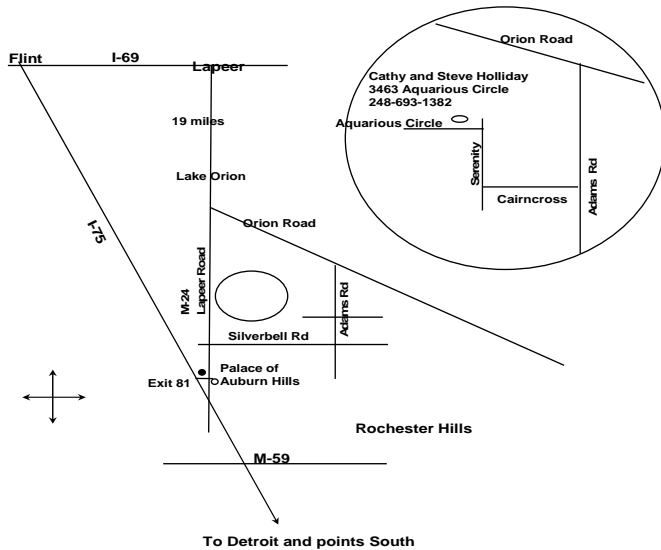 Flint
I-69
Lapeer
19 miles
Lake Orion
I-75
Orion Road
M-24
Lapeer Road
Adams Rd
Silverbell Rd
Exit 81
Palace of
Auburn Hills
Rochester Hills
M-59
To Detroit and points South
Orion Road
Cathy and Steve Holliday
3463 Aquarious Circle
248-693-1382
Aquarious Circle
Serenity
Cairncross
Adams Rd